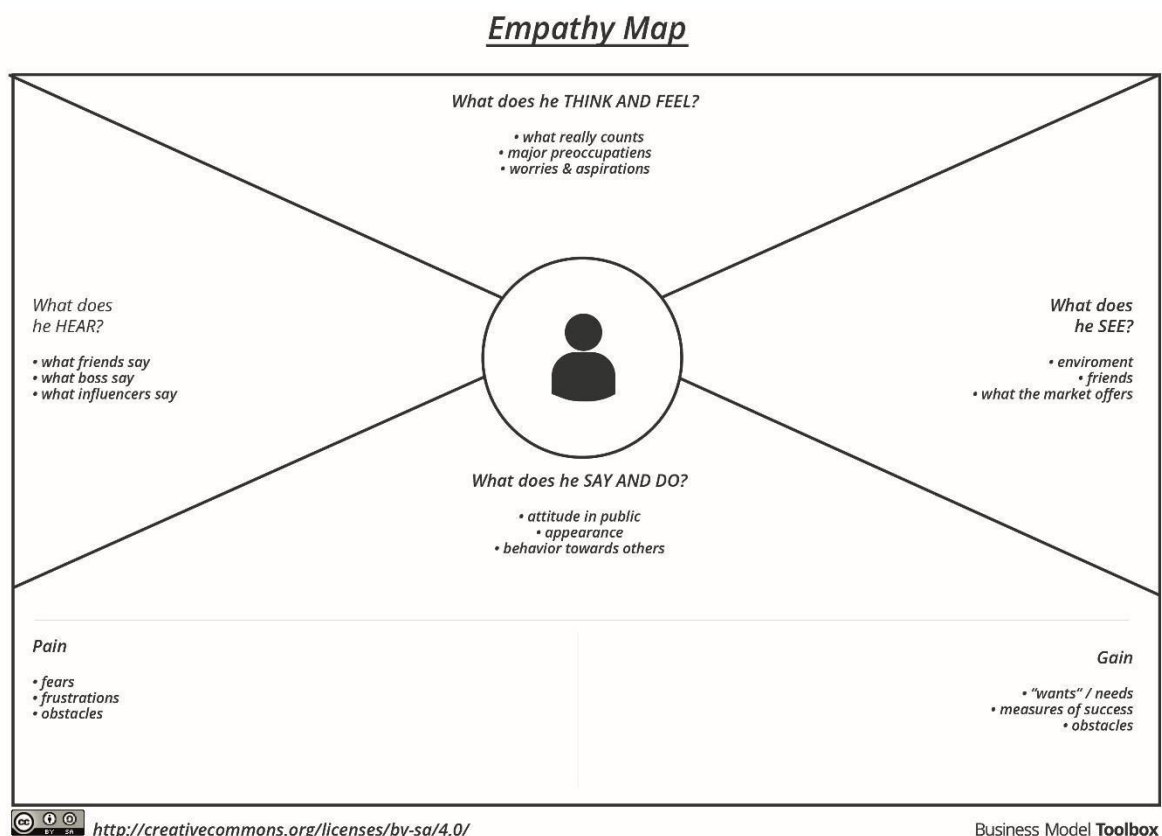 Empathy Map
What does he THINK AND FEEL?
• what really counts
• major preoccupatiens
• worries & aspirations
What does
he HEAR?
• what friends say
• what boss say
• what influencers say
What does
he SEE?
• enviroment
• friends
• what the market offers
What does he SAY AND DO?
• attitude in public
• appearance
• behavior towards others
Pain
• fears
• frustrations
• obstacles
Gain
• “wants” / needs
• measures of success
• obstacles
cc BY SA
http://creativecommons.org/licenses/by-sa/4.0/
Business Model Toolbox